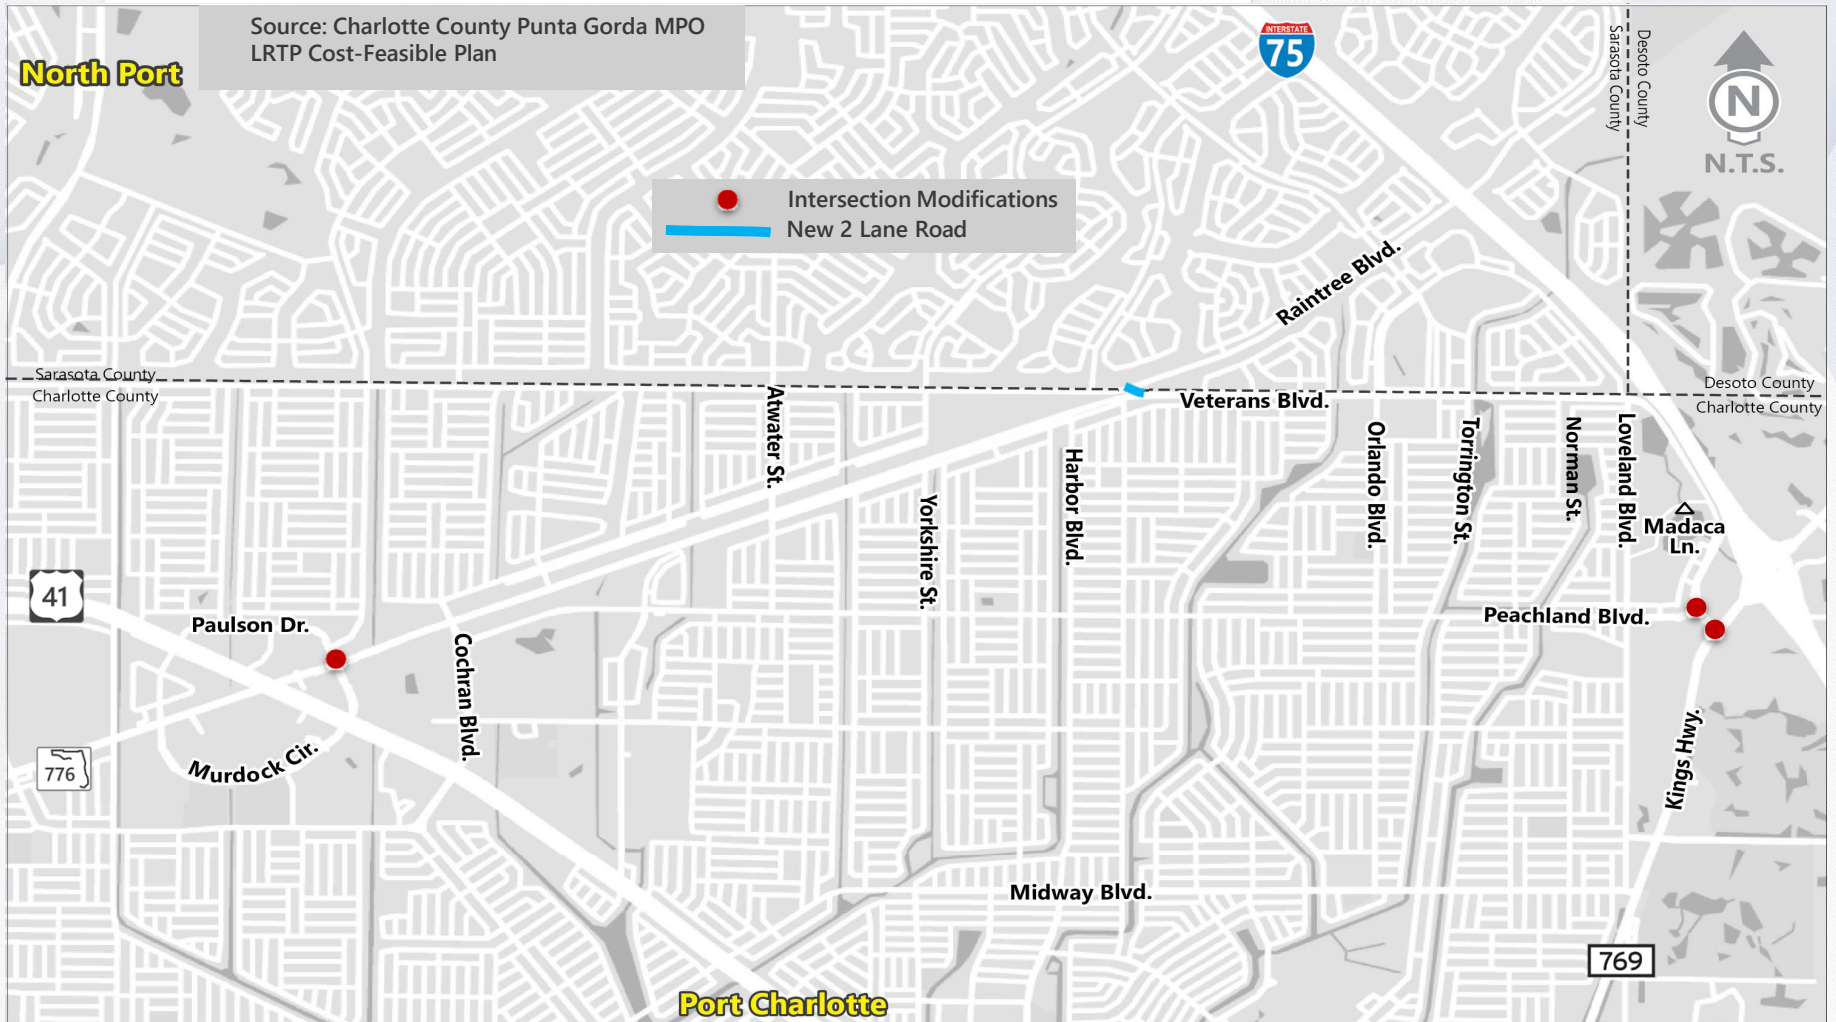 Source: Charlotte County Punta Gorda MPO
LRTP Cost-Feasible Plan
North Port
INTERSTATE
75
Sarasota County
Desoto County
N
N.T.S.
Intersection Modifications
New 2 Lane Road
Raintree Blvd.
Sarasota County
Charlotte County
Desoto County
Charlotte County
Veterans Blvd.
Atwater St.
Yorkshire St.
Harbor Blvd.
Orlando Blvd.
Torrington St.
Norman St.
Loveland Blvd.
Madaca
Ln.
41
Paulson Dr.
Cochran Blvd.
Peachland Blvd.
776
Murdock Cir.
Kings Hwy.
Midway Blvd.
769
Port Charlotte